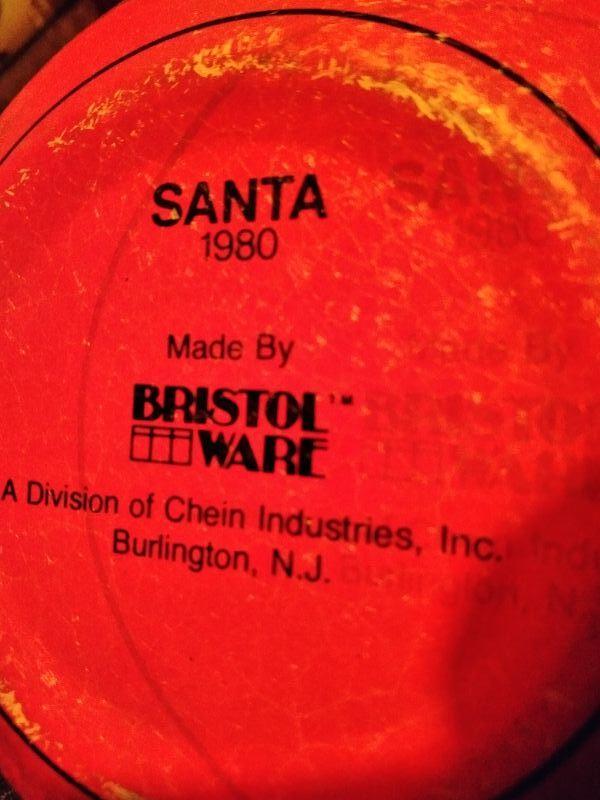 SANTA
1980
Made By
BRISTOL™
WARE
A Division of Chein Industries, Inc.
Burlington, N.J.